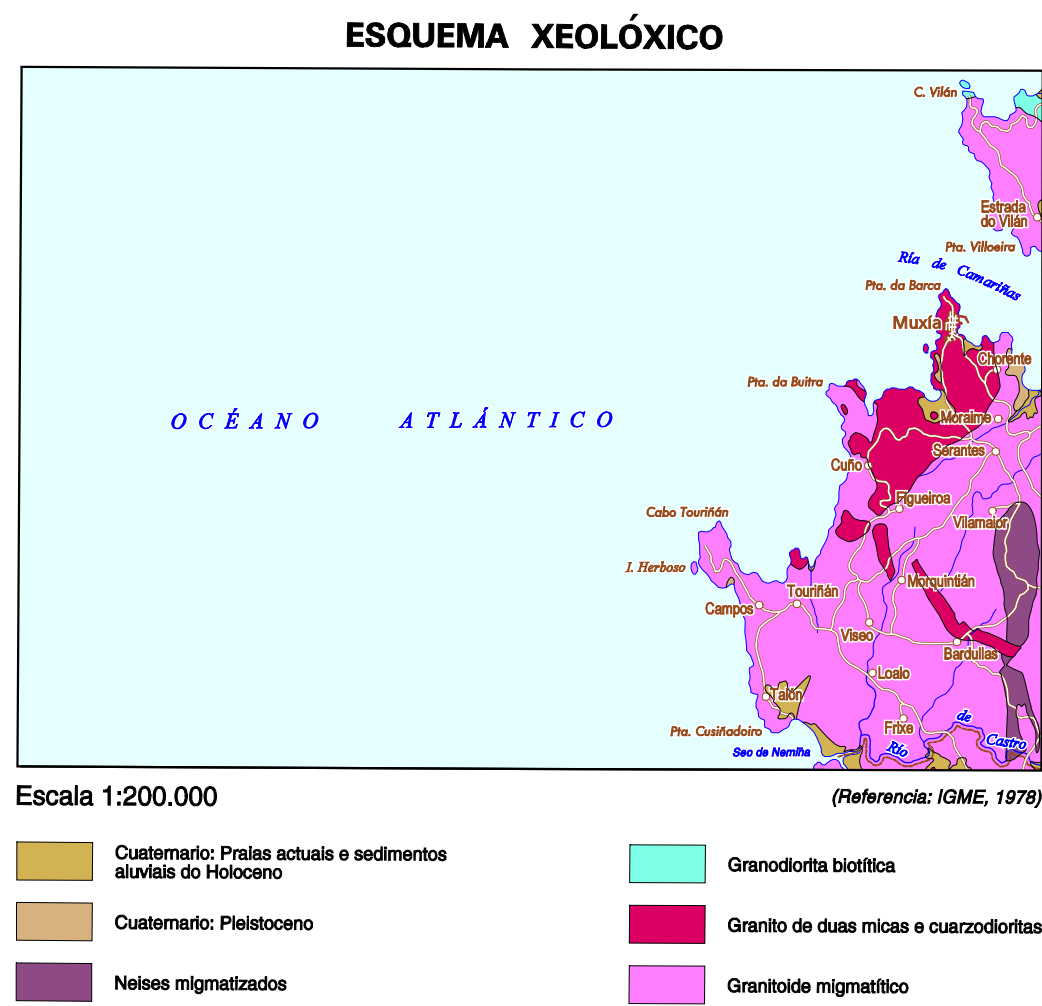 ESQUEMA XEOLÓXICO
C. Vilán
Estrada
do Vilán
Pta. Villoeira
Ría de Camariñas
Pta. da Barca
Muxía
Chorente
Pta. da Buitra
OCÉANO ATLÁNTICO
Moraime
Serantes
Cuño
Figueiroa
Cabo Touriñán
Vilamaior
I. Herboso
Morquintián
Touriñán
Campos
Viseo
Bardullas
Loalo
Talón
Pta. Cusiñadoiro
Frixe
de
Castro
Río
Seo de Nemiña
Escala 1:200.000
(Referencia: IGME, 1978)
Cuaternario: Praias actuais e sedimentos
aluviais do Holoceno
Granodiorita biotítica
Cuaternario: Pleistoceno
Granito de duas micas e cuarzodioritas
Neises migmatizados
Granitoide migmatítico